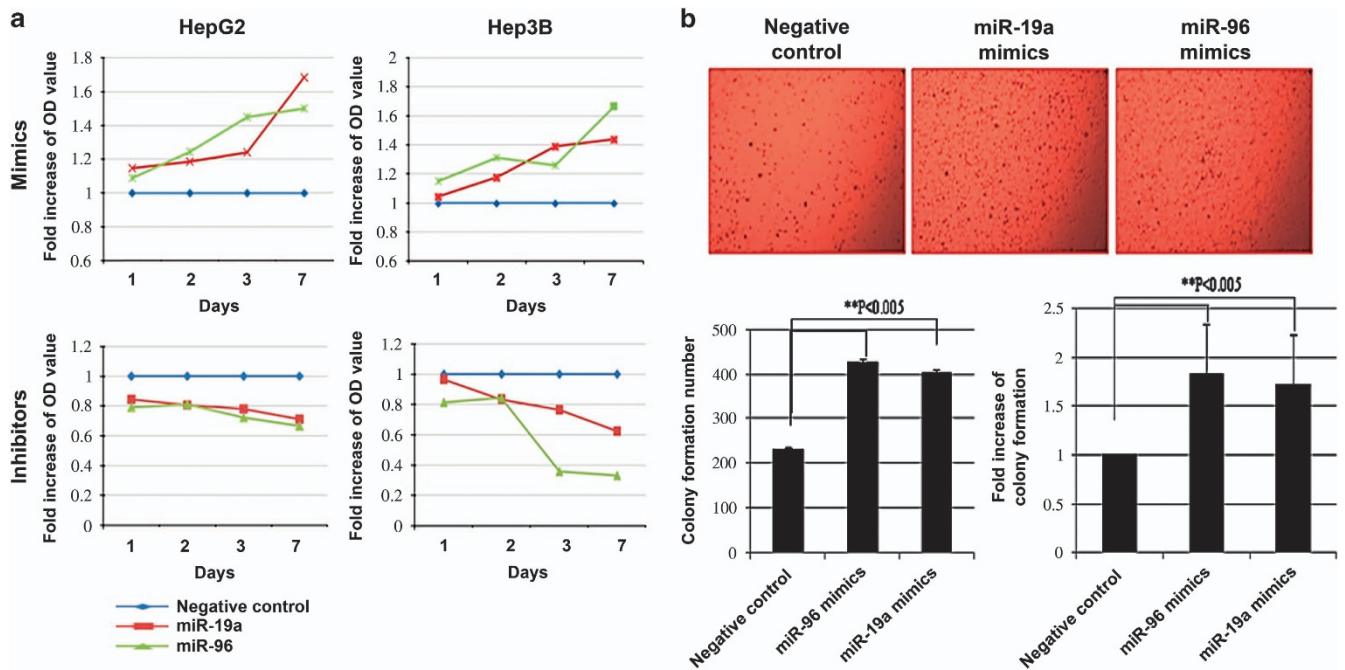 a
HepG2
Hep3B
Mimics
Fold increase of OD value
1.8
1.6
1.4
1.2
1
0.8
0.6
1
2
3
7
Days
Fold increase of OD value
2
1.8
1.6
1.4
1.2
1
0.8
0.6
1
2
3
7
Days
Inhibitors
Fold increase of OD value
1.2
1
0.8
0.6
0.4
0.2
0
1
2
3
7
Days
Fold increase of OD value
1.2
1
0.8
0.6
0.4
0.2
0
1
2
3
7
Days
Negative control
miR-19a
miR-96
b
Negative
control
miR-19a
mimics
miR-96
mimics
**P<0.005
Colony formation number
500
400
300
200
100
0
Negative control
miR-96 mimics
miR-19a mimics
**P<0.005
Fold increase of
colony formation
2.5
2
1.5
1
0.5
0
Negative control
miR-96 mimics
miR-19a mimics